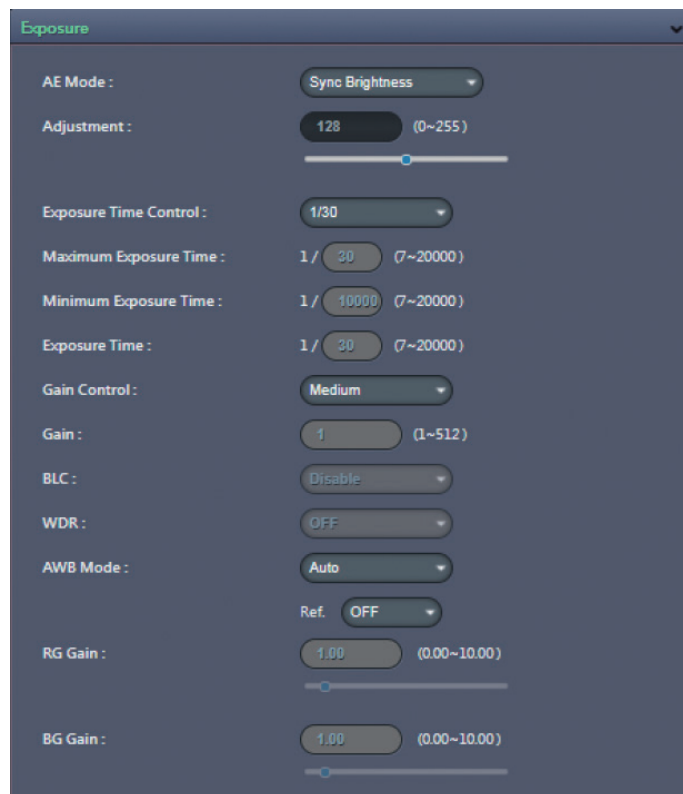 Exposure
AE Mode : Sync Brightness
Adjustment : 128 (0~255)
Exposure Time Control : 1/30
Maximum Exposure Time : 1 / 30 (7~20000)
Minimum Exposure Time : 1 / 10000 (7~20000)
Exposure Time : 1 / 30 (7~20000)
Gain Control : Medium
Gain : 1 (1~512)
BLC : Disable
WDR : OFF
AWB Mode : Auto
Ref. OFF
RG Gain : 1.00 (0.00~10.00)
BG Gain : 1.00 (0.00~10.00)